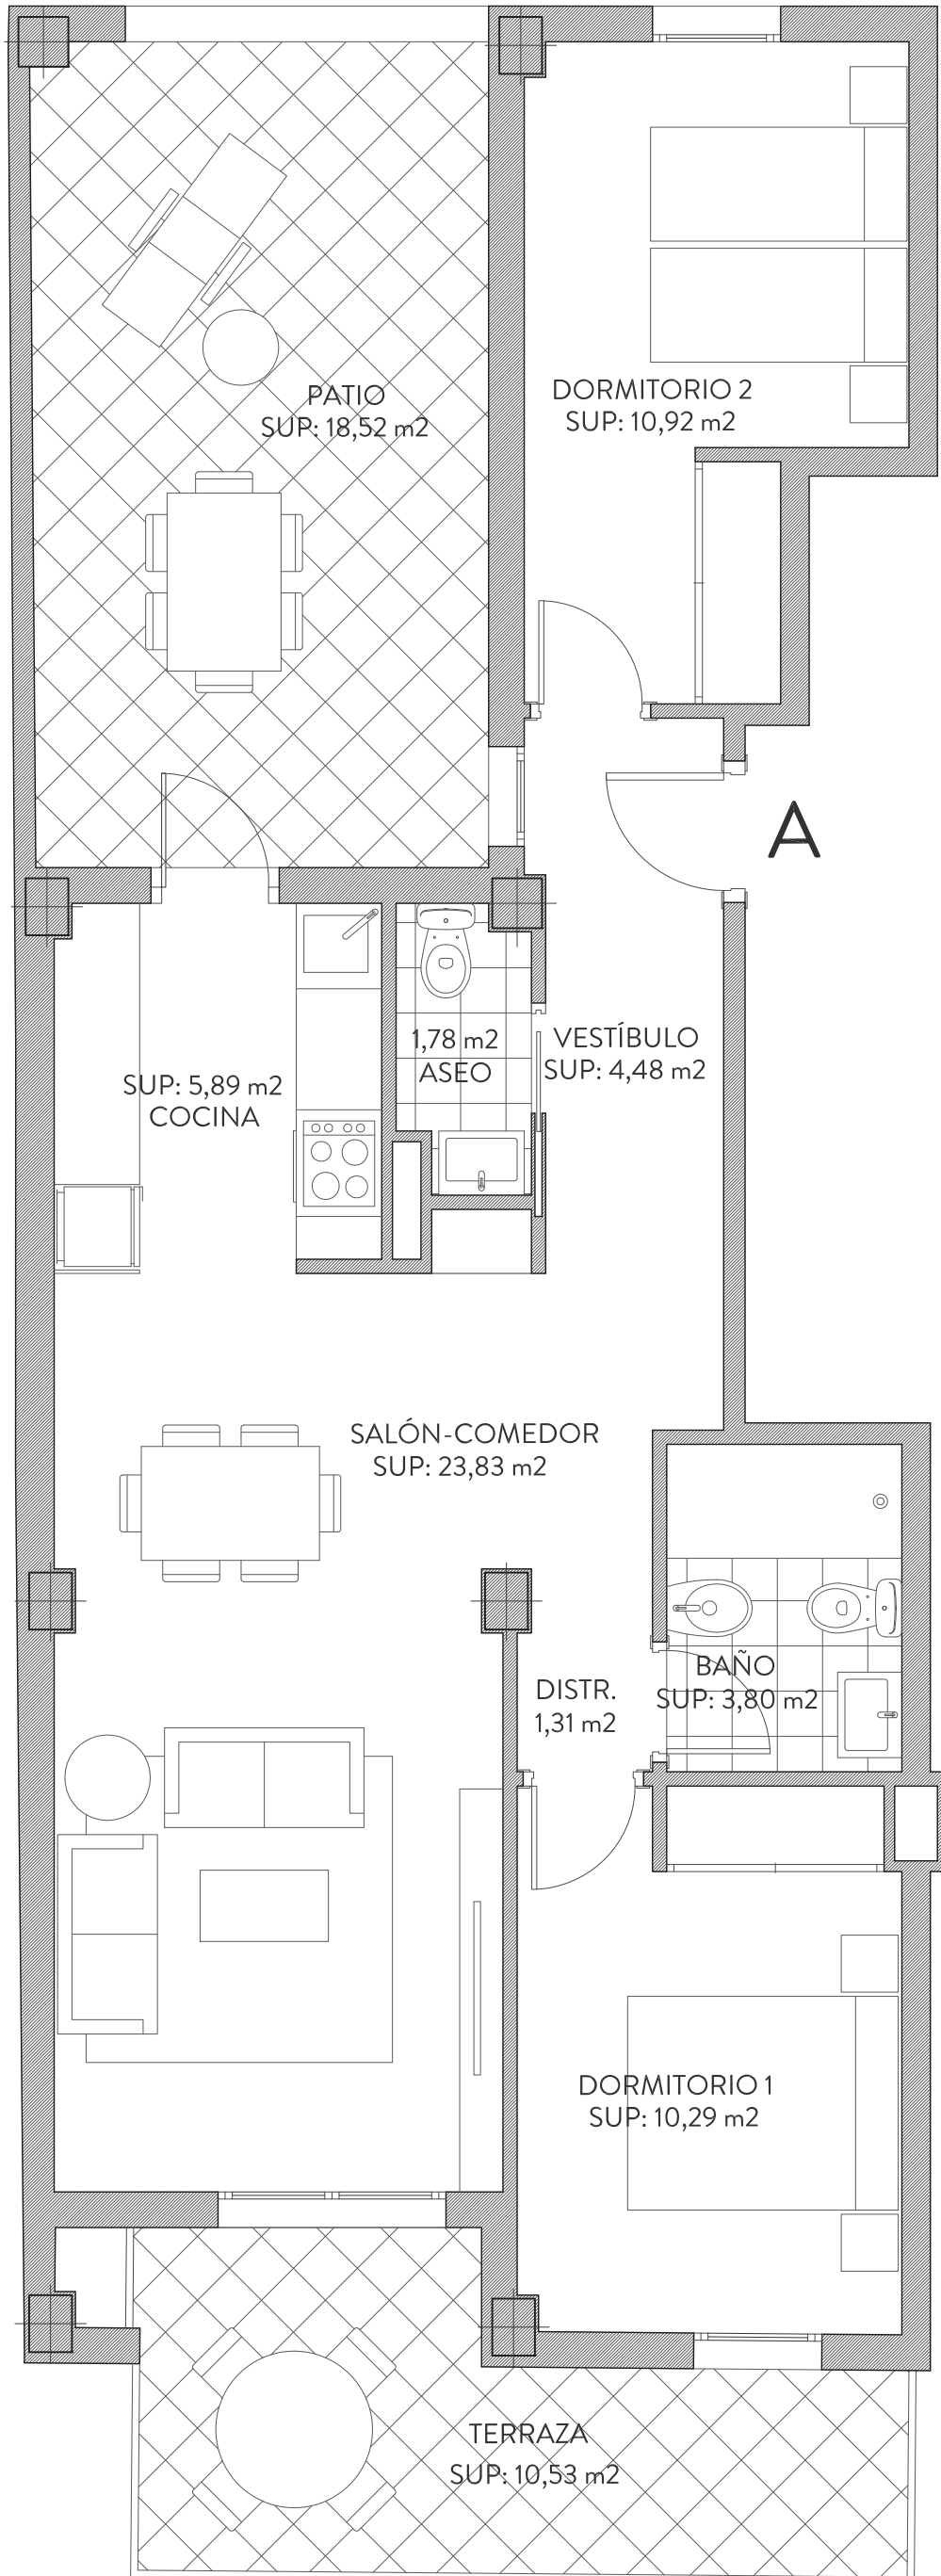 PATIO
SUP: 18,52 m2
DORMITORIO 2
SUP: 10,92 m2
A
1,78 m2
ASEO
VESTÍBULO
SUP: 4,48 m2
SUP: 5,89 m2
COCINA
SALÓN-COMEDOR
SUP: 23,83 m2
BAÑO
SUP: 3,80 m2
DISTR.
1,31 m2
DORMITORIO 1
SUP: 10,29 m2
TERRAZA
SUP: 10,53 m2